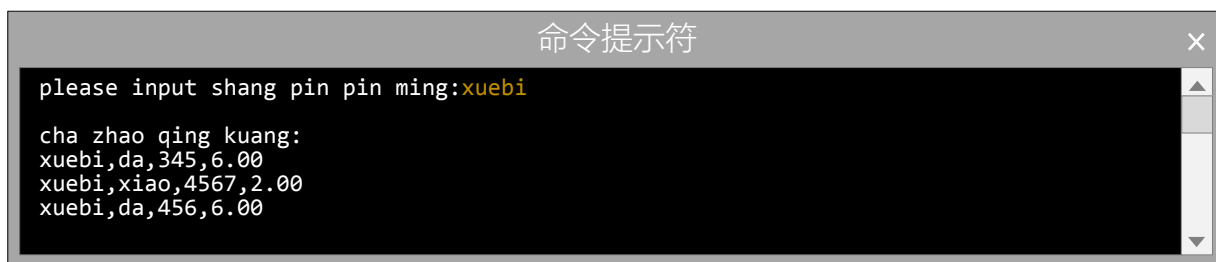 命令提示符
please input shang pin pin ming:xuebi
cha zhao qing kuang:
xuebi,da,345,6.00
xuebi,xiao,4567,2.00
xuebi,da,456,6.00